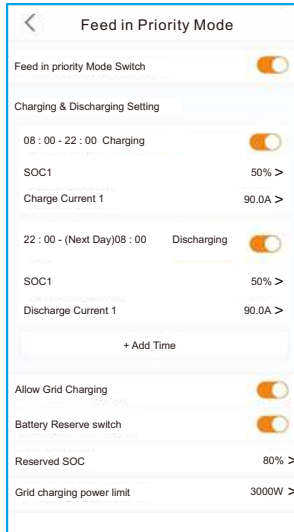 Feed in Priority Mode
Feed in priority Mode Switch
Charging & Discharging Setting
08 : 00 - 22 : 00 Charging
SOC1 50% >
Charge Current 1 90.0A >
22 : 00 - (Next Day)08 : 00 Discharging
SOC1 50% >
Discharge Current 1 90.0A >
+ Add Time
Allow Grid Charging
Battery Reserve switch
Reserved SOC 80% >
Grid charging power limit 3000W >